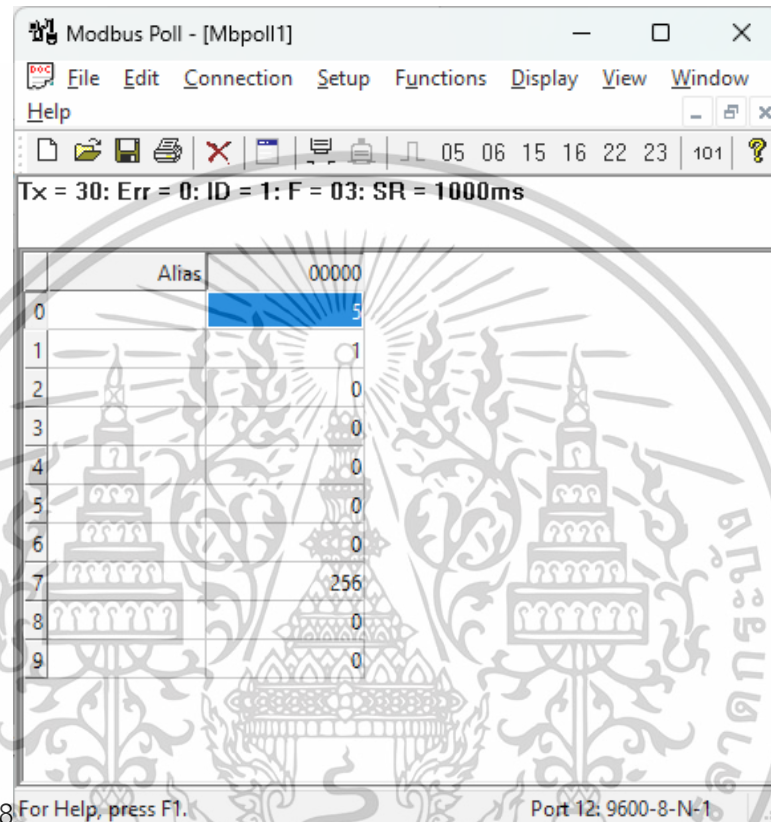 Modbus Poll - [Mbpoll1]
File Edit Connection Setup Functions Display View Window
Help
05 06 15 16 22 23 101
Tx = 30: Err = 0: ID = 1: F = 03: SR = 1000ms
Alias 00000
0 5
1 1
2 0
3 0
4 0
5 0
6 0
7 256
8 0
9 0
8 For Help, press F1. Port 12: 9600-8-N-1